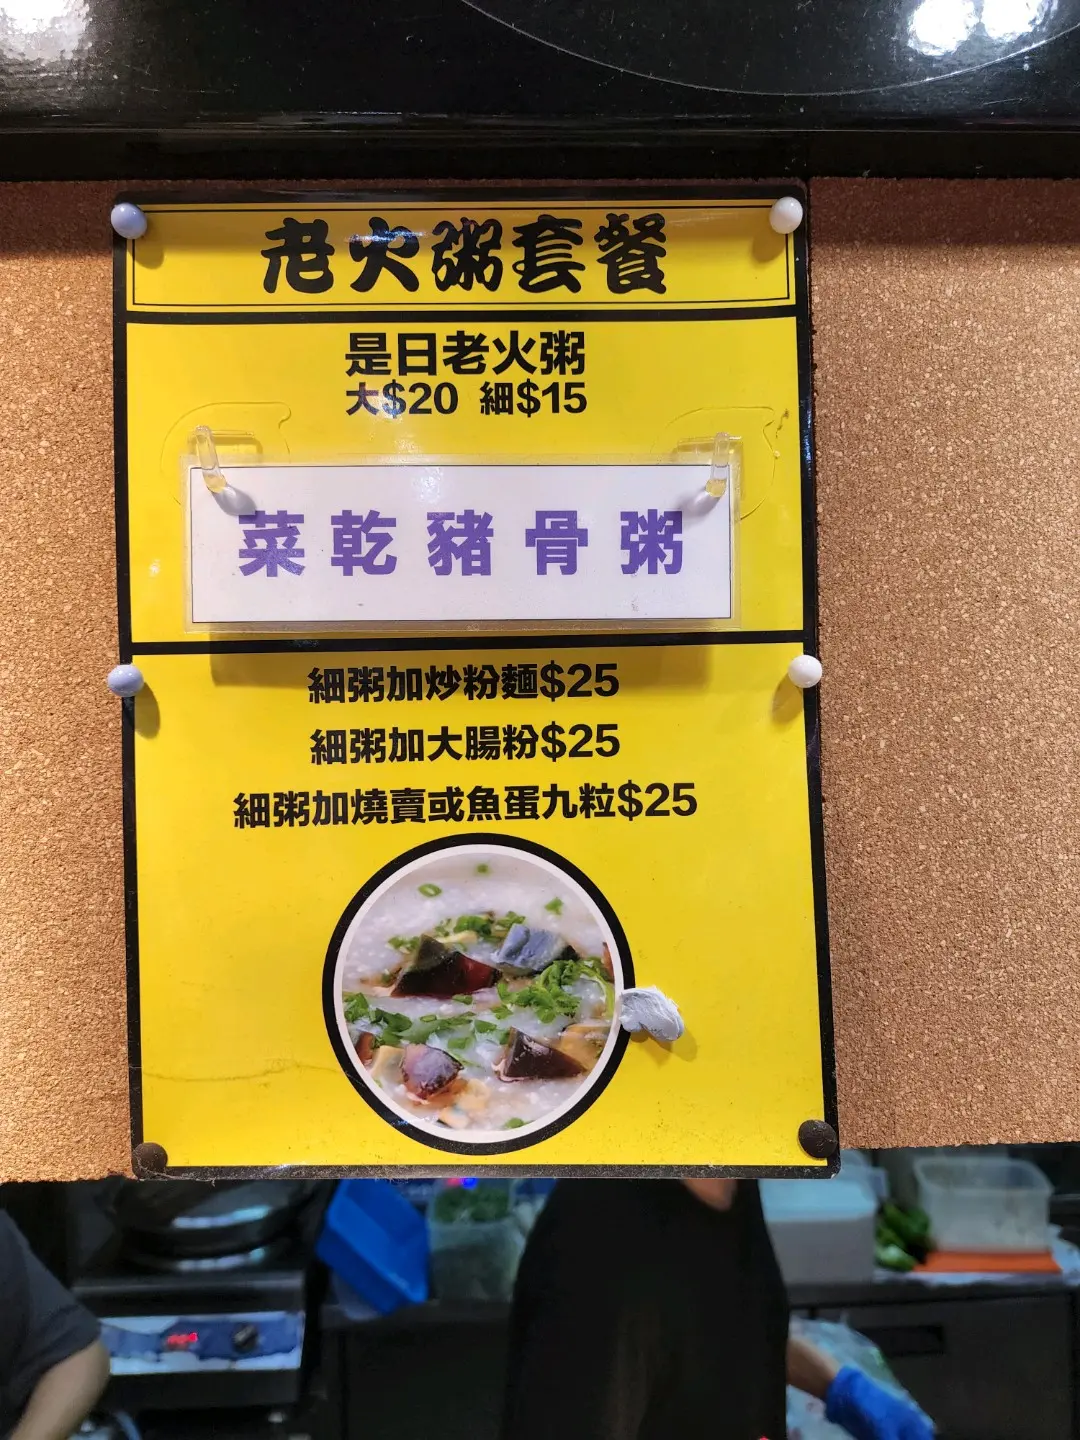 老火粥套餐
是日老火粥
大$20 細$15
菜乾豬骨粥
細粥加炒粉麵$25
細粥加大腸粉$25
細粥加燒賣或魚蛋九粒$25